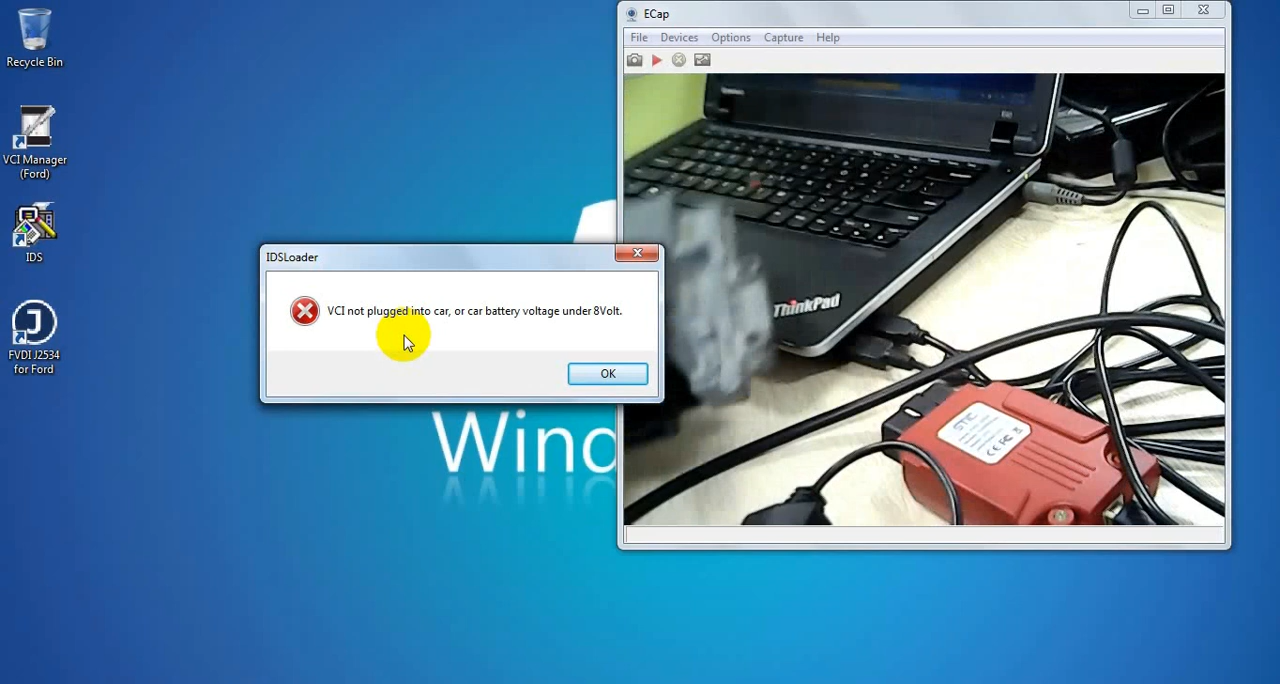 Recycle Bin
VCI Manager
(Ford)
IDS
FVDI J2534
for Ford
IDSLoader
VCI not plugged into car, or car battery voltage under 8Volt.
OK
Wind
ECap
File Devices Options Capture Help
ThinkPad